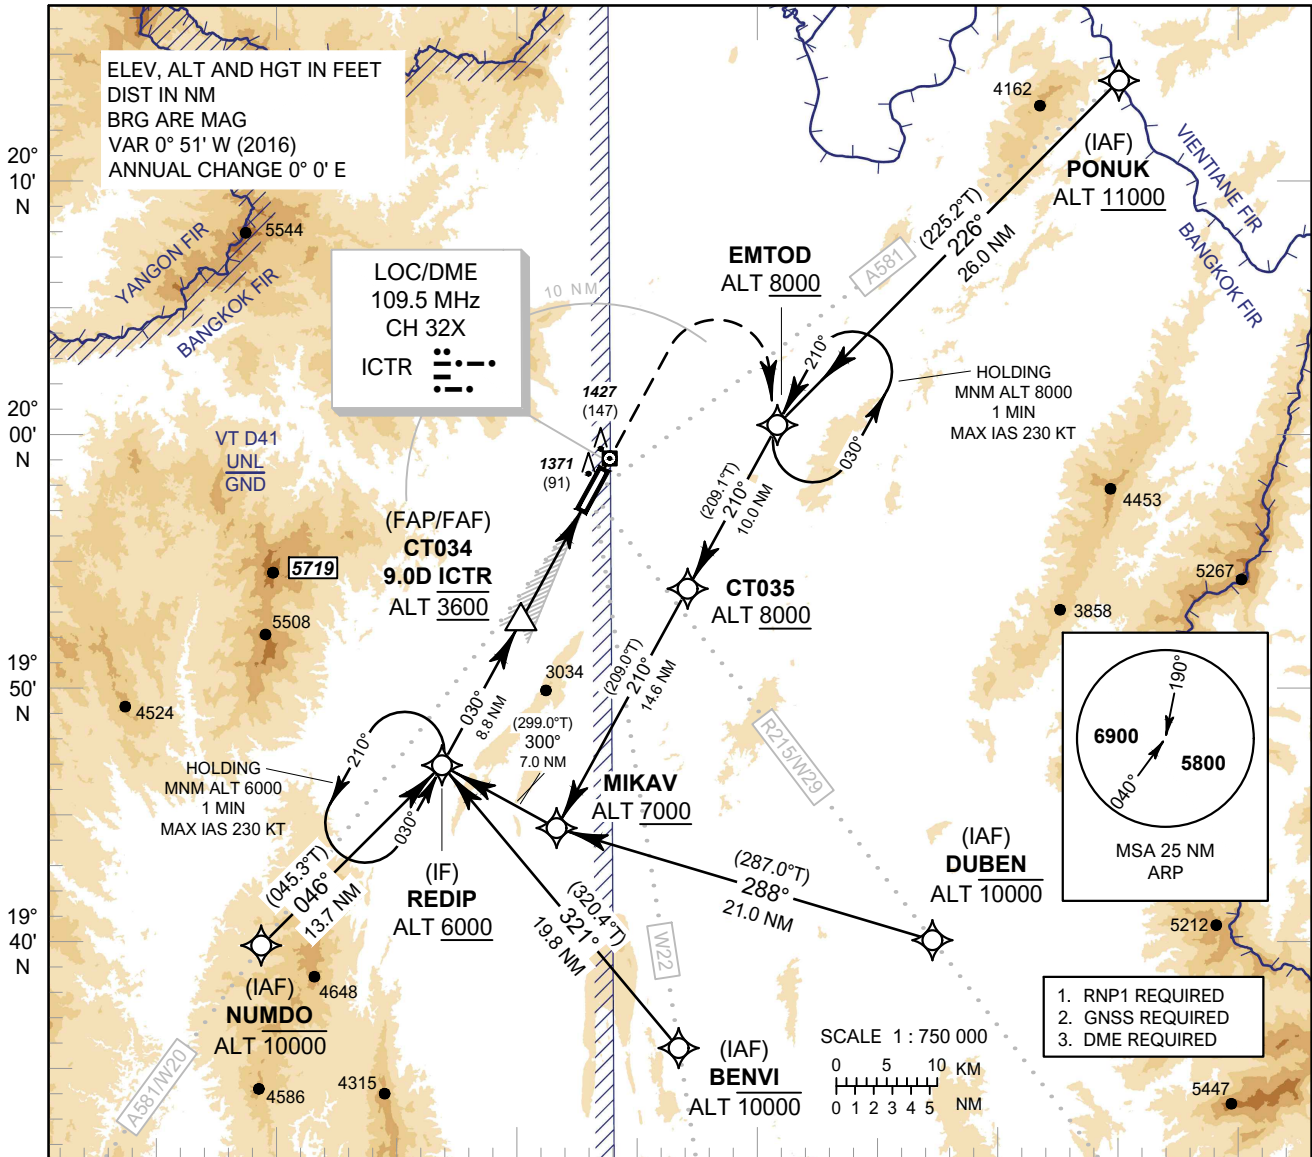 ELEV, ALT AND HGT IN FEET
DIST IN NM
BRG ARE MAG
VAR 0° 51' W (2016)
ANNUAL CHANGE 0° 0' E
20°
10'
N
20°
00'
N
19°
50'
N
19°
40'
N
4162
(IAF)
PONUK
ALT 11000
VIENTIANE FIR
BANGKOK FIR
5544
YANGON FIR
BANGKOK FIR
LOC/DME
109.5 MHz
CH 32X
ICTR
10 NM
EMTOD
ALT 8000
A581
(225.2°T)
226°
26.0 NM
210°
030°
HOLDING
MNM ALT 8000
1 MIN
MAX IAS 230 KT
1427
(147)
1371
(91)
VT D41
UNL
GND
(FAP/FAF)
CT034
9.0D ICTR
ALT 3600
(209.1°T)
210°
10.0 NM
4453
5267
3858
5719
5508
4524
CT035
ALT 8000
3034
(209.0°T)
210°
14.6 NM
030°
8.8 NM
(299.0°T)
300°
7.0 NM
R215/W29
190°
6900
5800
040°
MSA 25 NM
ARP
210°
030°
HOLDING
MNM ALT 6000
1 MIN
MAX IAS 230 KT
MIKAV
ALT 7000
(IF)
REDIP
ALT 6000
(045.3°T)
046°
13.7 NM
(320.4°T)
321°
19.8 NM
(287.0°T)
288°
21.0 NM
(IAF)
DUBEN
ALT 10000
5212
W22
4648
(IAF)
NUMDO
ALT 10000
1. RNP1 REQUIRED
2. GNSS REQUIRED
3. DME REQUIRED
(IAF)
BENVI
ALT 10000
SCALE 1 : 750 000
0 5 10 KM
0 1 2 3 4 5 NM
A581/W20
4586
4315
5447